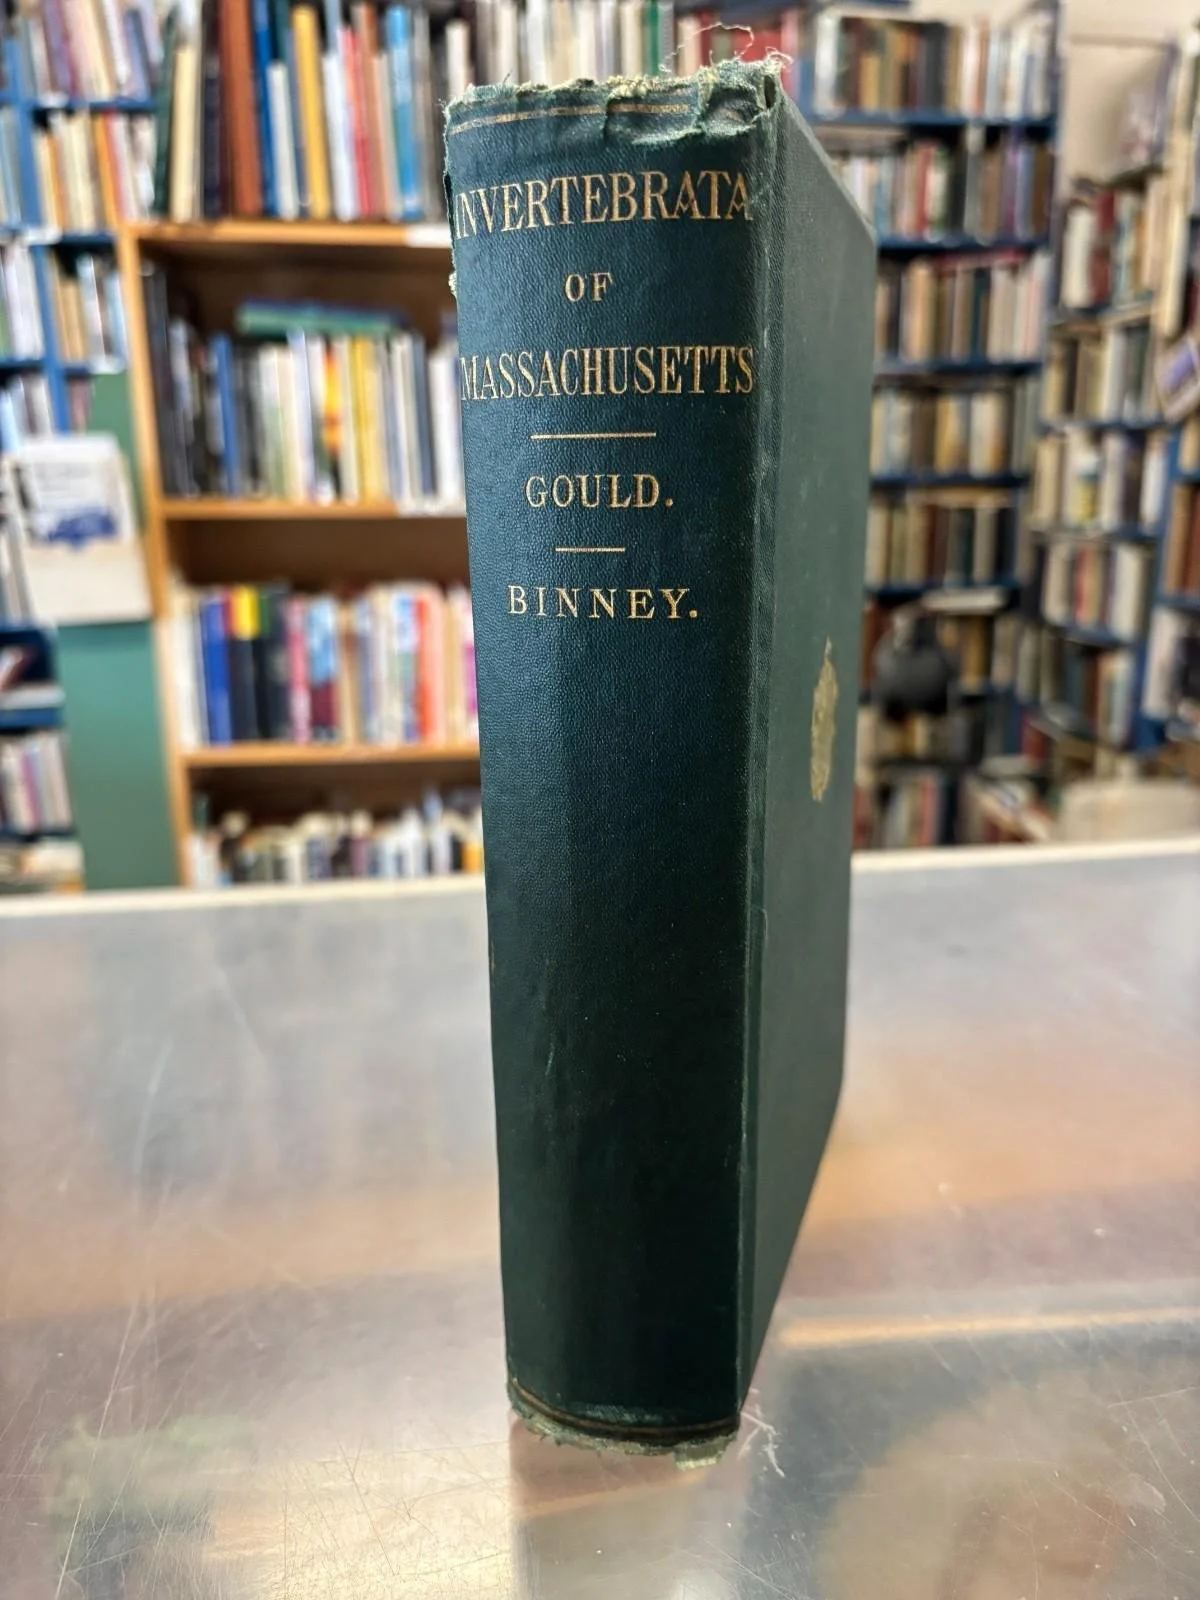 INVERTEBRATA
OF
MASSACHUSETTS
GOULD.
BINNEY.